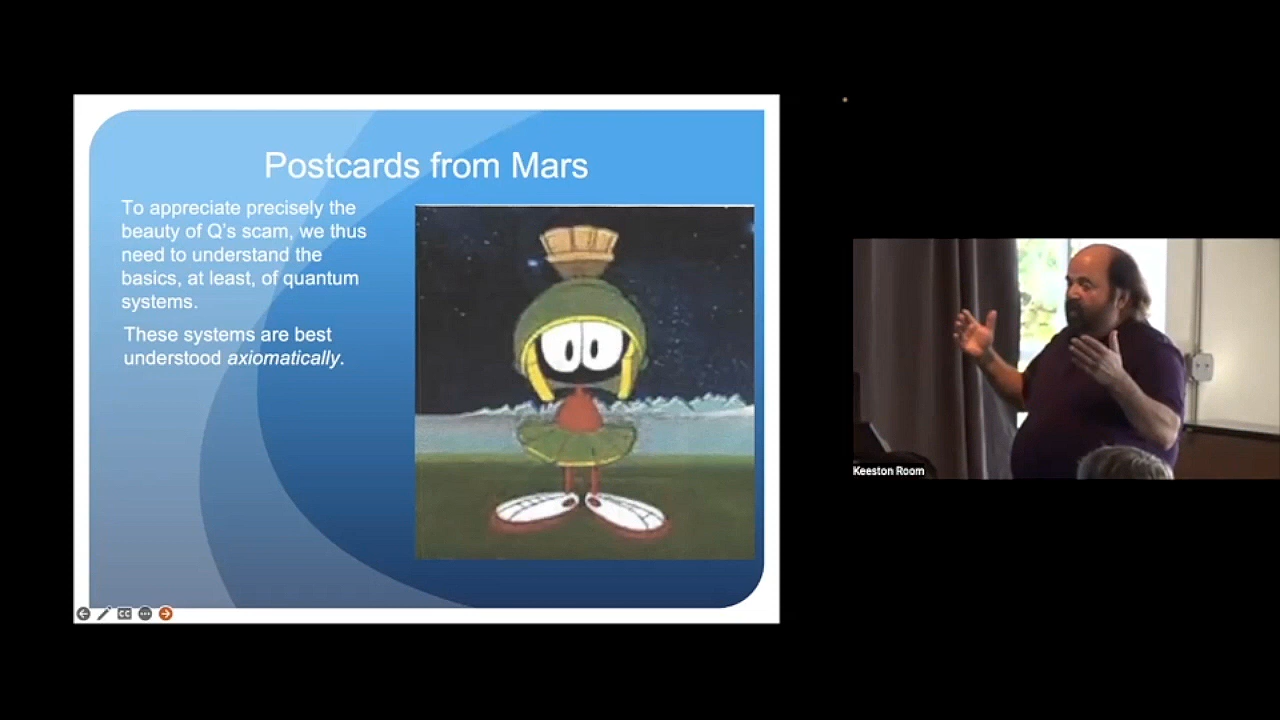 Postcards from Mars
To appreciate precisely the
beauty of Q's scam, we thus
need to understand the
basics, at least, of quantum
systems.
These systems are best
understood axiomatically.
CC
Keeston Room